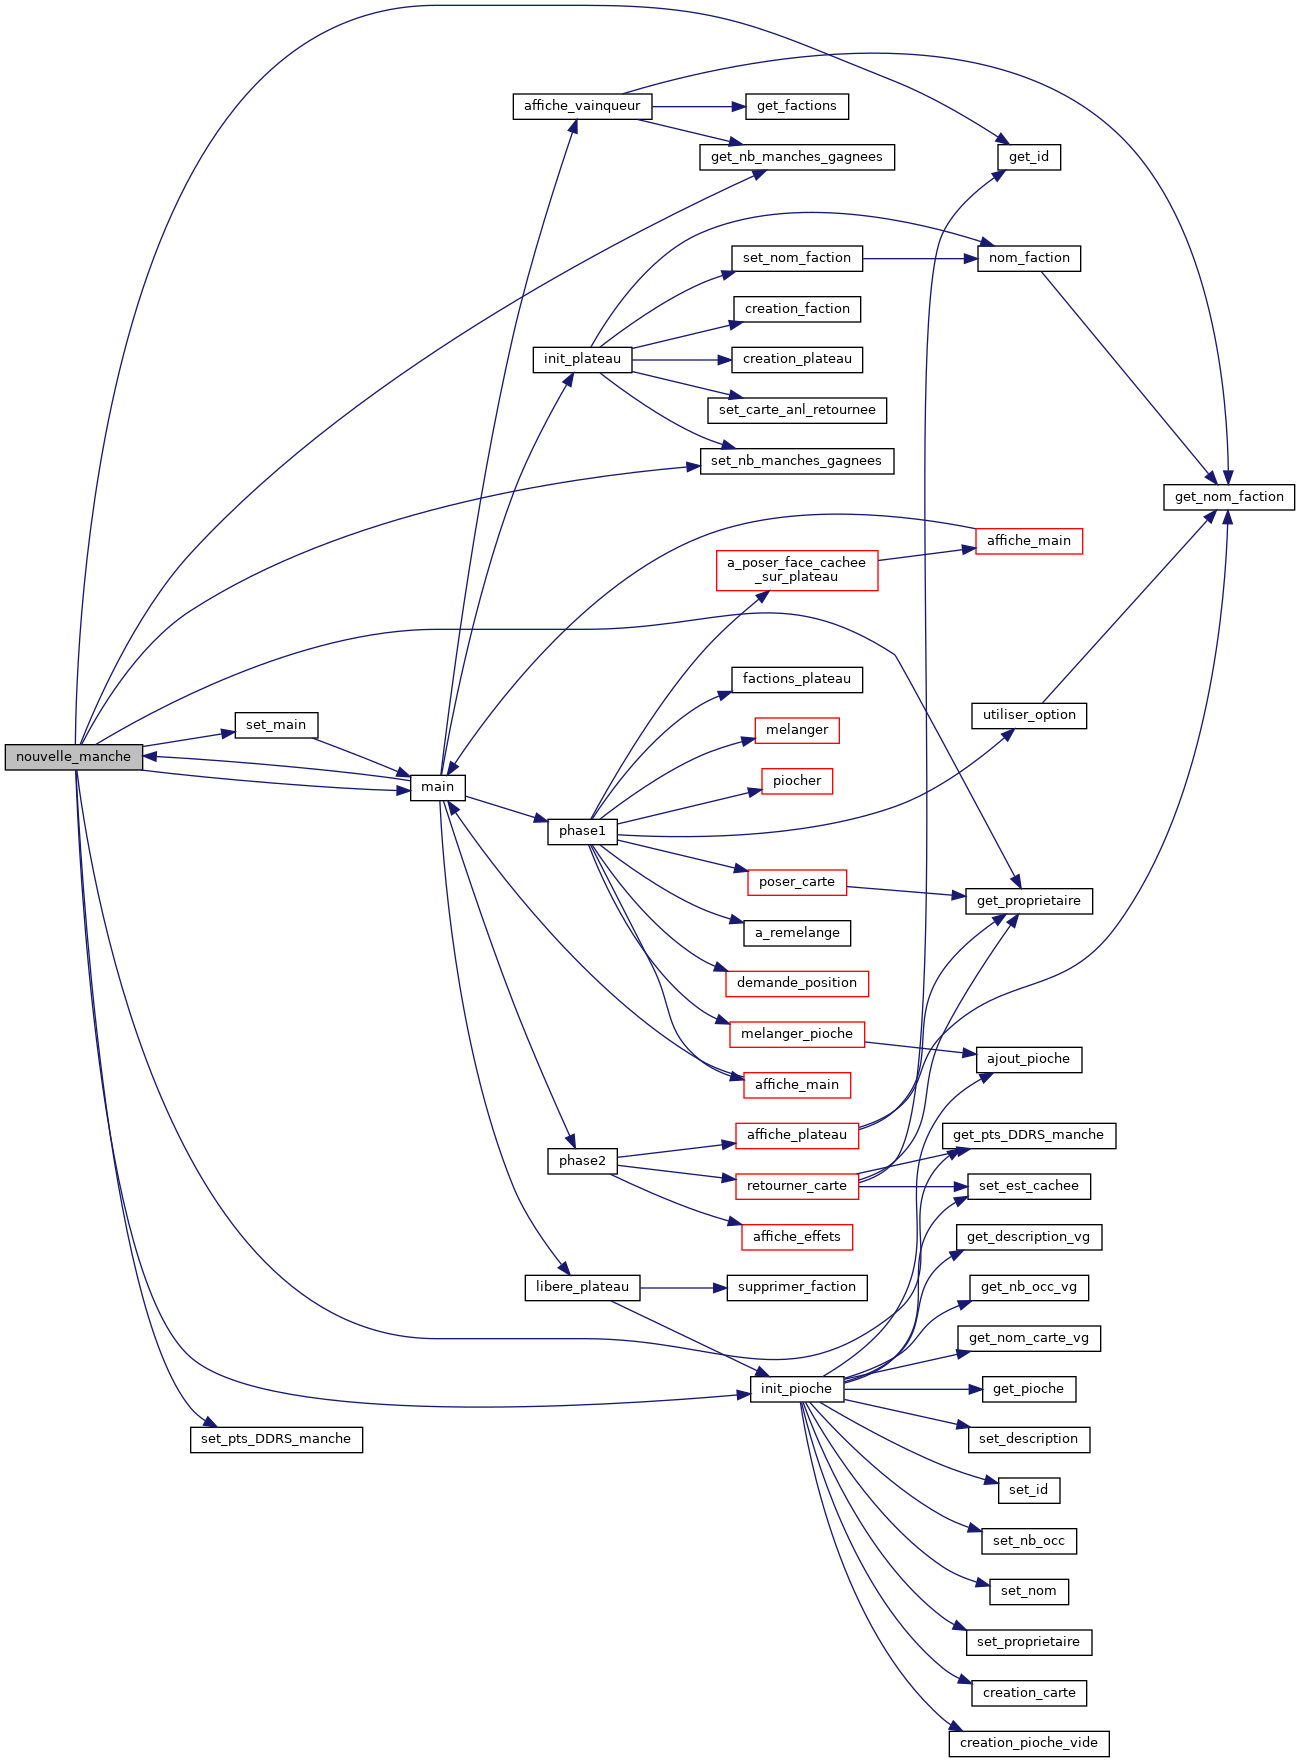 affiche_vainqueur
get_factions
get_nb_manches_gagnees
get_id
set_nom_faction
nom_faction
creation_faction
init_plateau
creation_plateau
set_carte_anl_retournee
set_nb_manches_gagnees
get_nom_faction
affiche_main
a_poser_face_cachee
_sur_plateau
factions_plateau
utiliser_option
set_main
melanger
nouvelle_manche
piocher
main
phase1
poser_carte
get_proprietaire
a_remelange
demande_position
melanger_pioche
ajout_pioche
affiche_main
affiche_plateau
get_pts_DDRS_manche
phase2
retourner_carte
set_est_cachee
affiche_effets
get_description_vg
libere_plateau
supprimer_faction
get_nb_occ_vg
get_nom_carte_vg
init_pioche
get_pioche
set_pts_DDRS_manche
set_description
set_id
set_nb_occ
set_nom
set_proprietaire
creation_carte
creation_pioche_vide